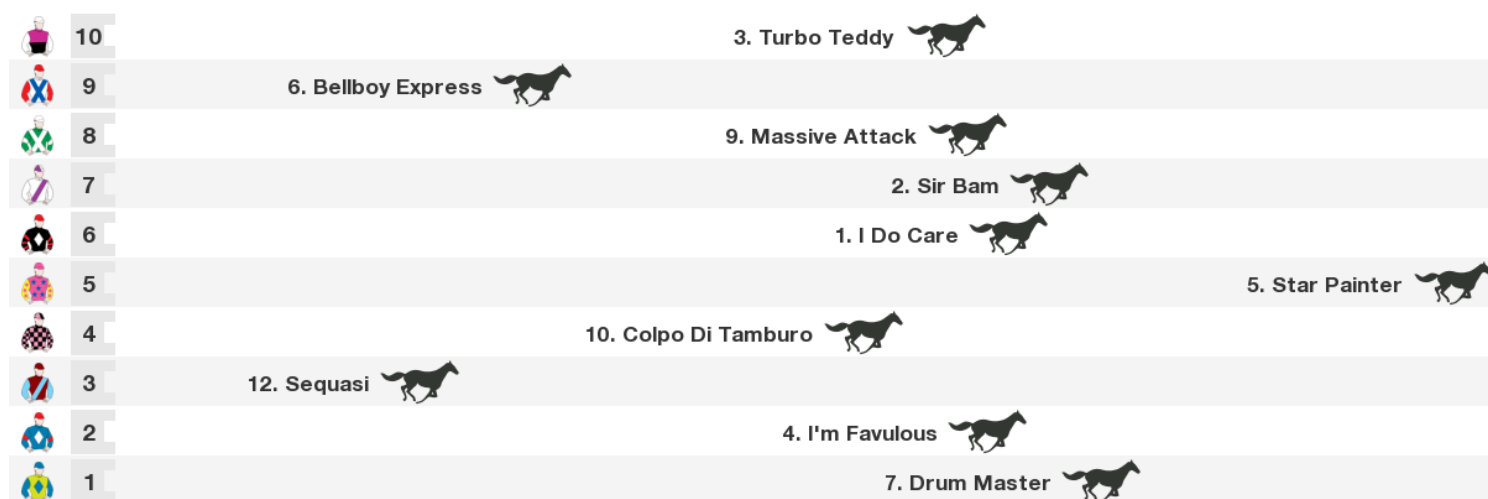 10 3. Turbo Teddy
9 6. Bellboy Express
8 9. Massive Attack
7 2. Sir Bam
6 1. I Do Care
5 5. Star Painter
4 10. Colpo Di Tamburo
3 12. Sequasi
2 4. I'm Favulous
1 7. Drum Master